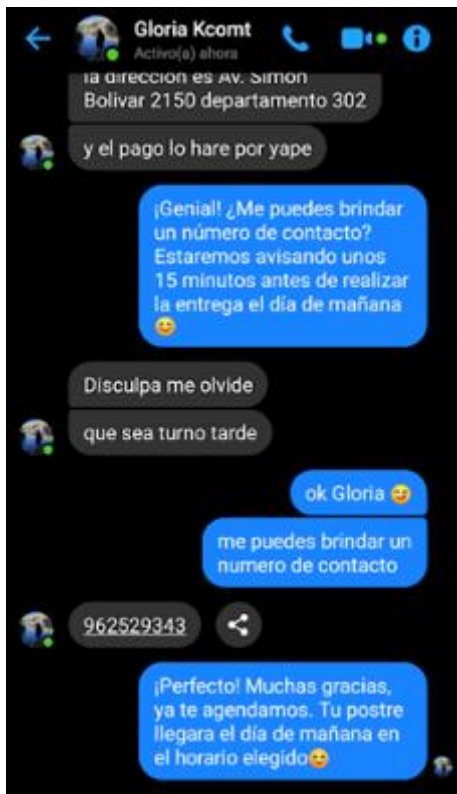 Gloria Kcomt
Activo(a) ahora
la dirección es Av. Simon
Bolivar 2150 departamento 302
y el pago lo hare por yape
¡Genial! ¿Me puedes brindar
un número de contacto?
Estaremos avisando unos
15 minutos antes de realizar
la entrega el día de mañana
😊
Disculpa me olvide
que sea turno tarde
ok Gloria 😅
me puedes brindar un
numero de contacto
962529343
¡Perfecto! Muchas gracias,
ya te agendamos. Tu postre
llegara el día de mañana en
el horario elegido😊